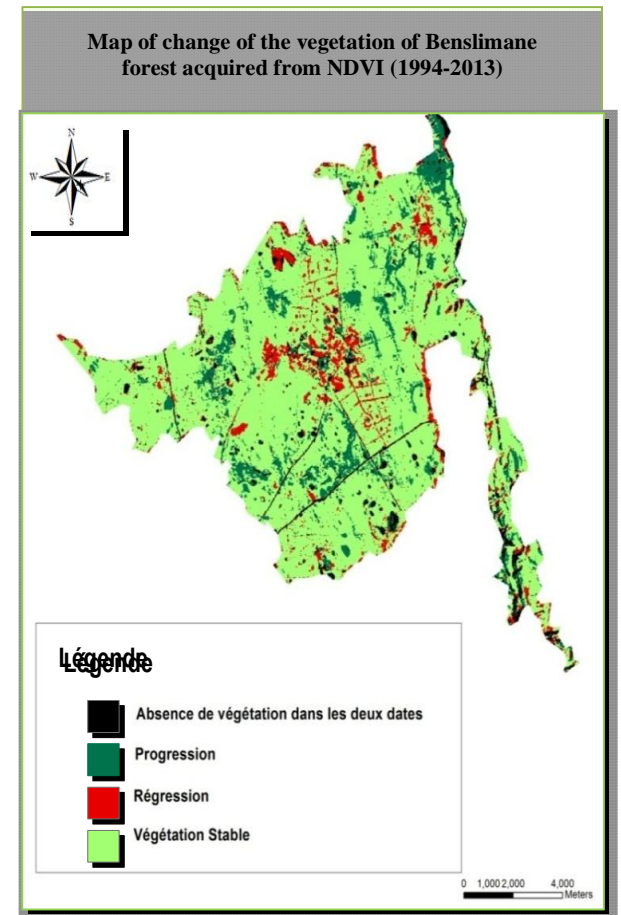 Map of change of the vegetation of Benslimane
forest acquired from NDVI (1994-2013)
N
W E
S
Légende
Légende
Absence de végétation dans les deux dates
Progression
Régression
Végétation Stable
0 1,000 2,000 4,000
Meters